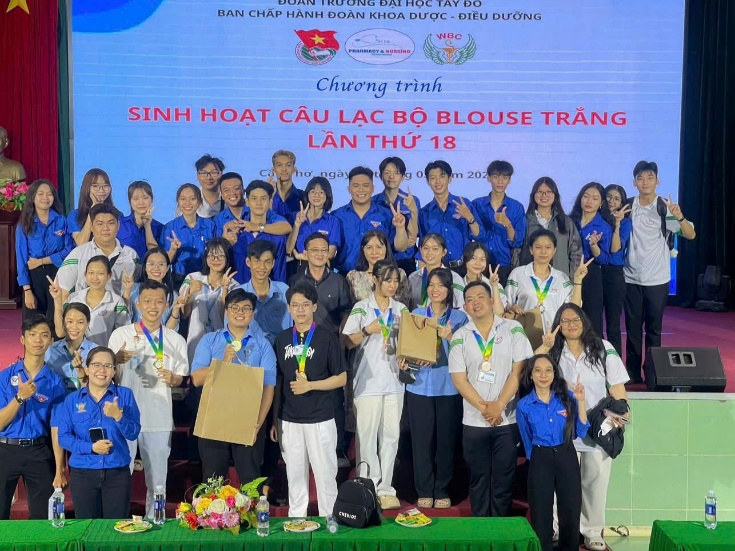 ĐOÀN TRƯỜNG ĐẠI HỌC TÂY ĐÔ
BAN CHẤP HÀNH ĐOÀN KHOA DƯỢC - ĐIỀU DƯỠNG
PHARMACY & NURSING
WBC
Chương trình
SINH HOẠT CÂU LẠC BỘ BLOUSE TRẮNG
LẦN THỨ 18